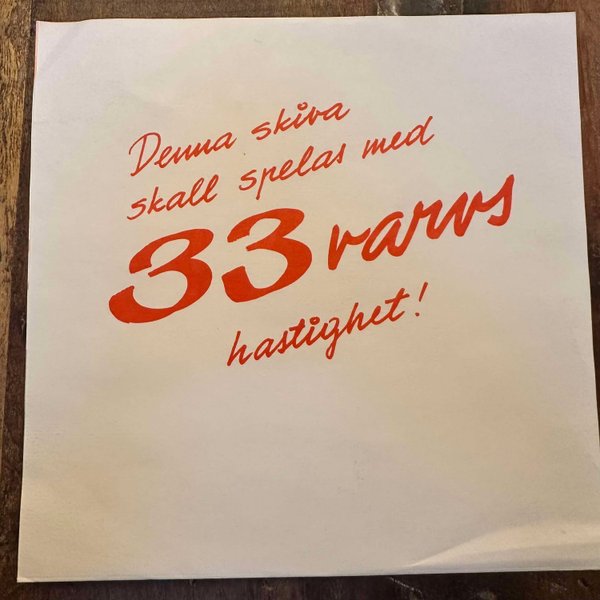 Denna skiva
skall spelas med
33 varvs
hastighet!